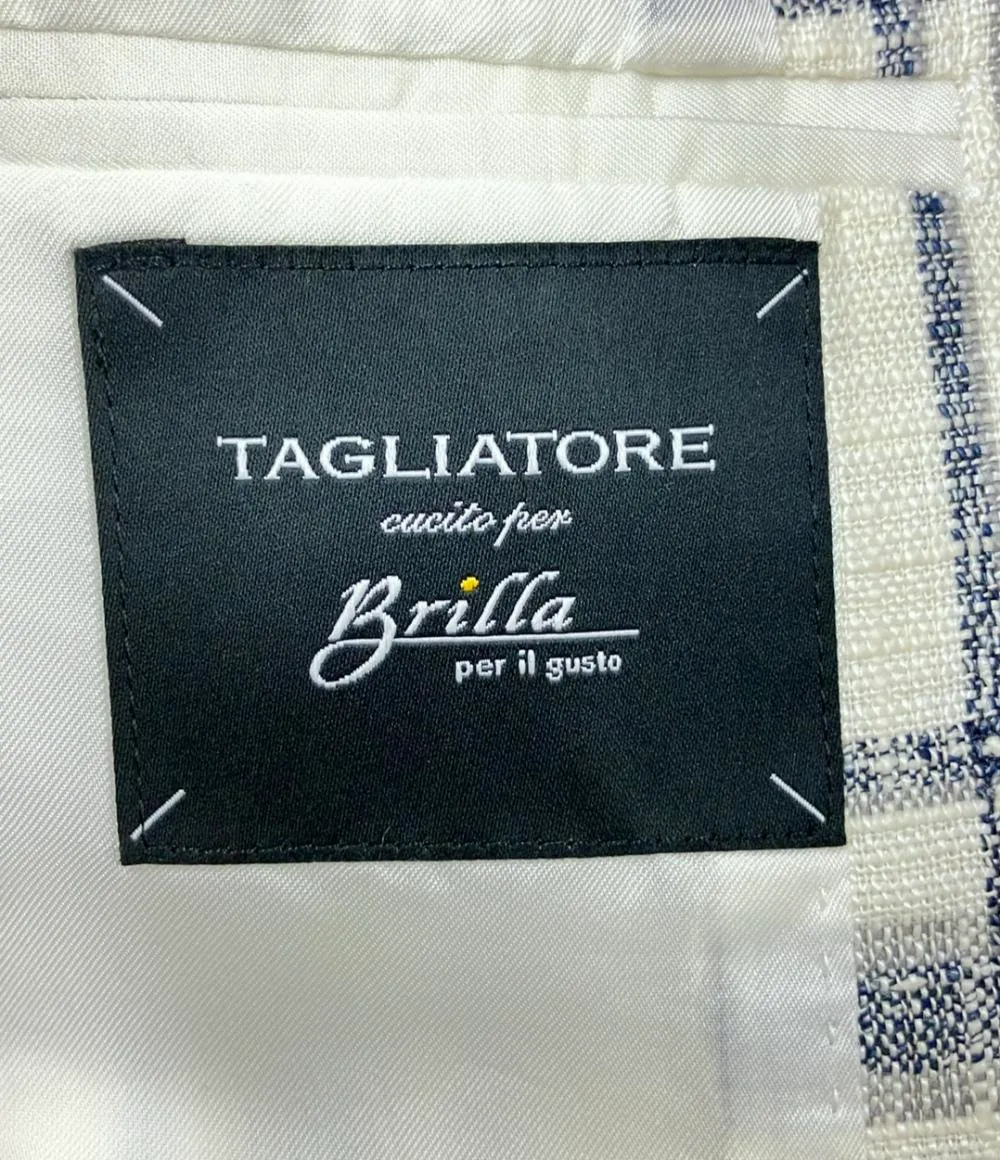 TAGLIATORE
cucito per
Brilla
per il gusto